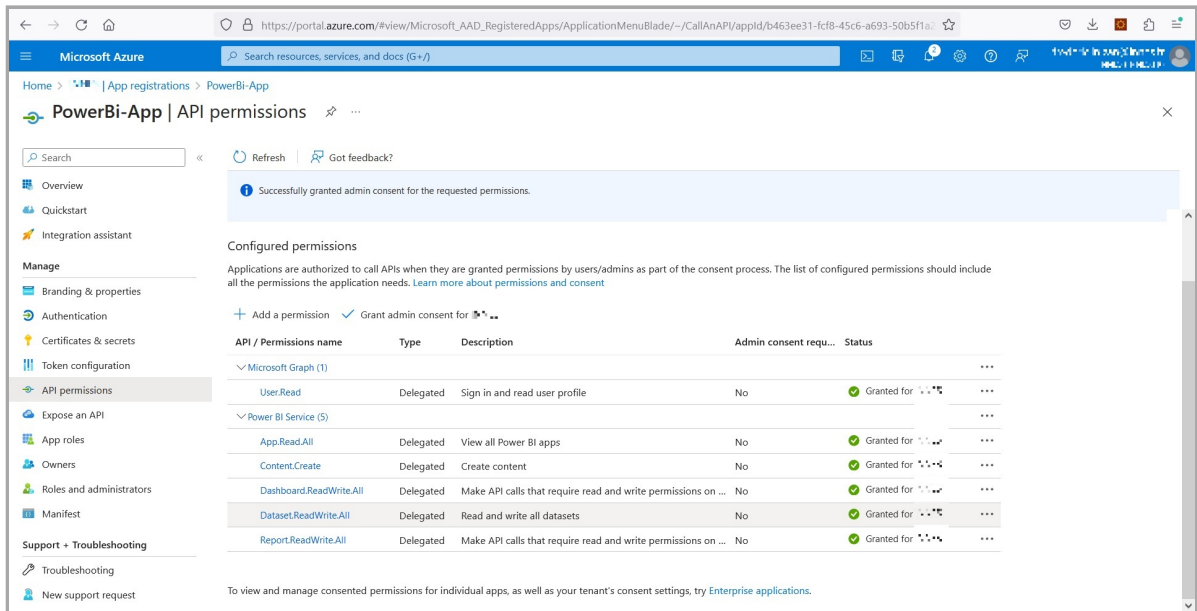 https://portal.azure.com/#view/Microsoft_AAD_RegisteredApps/ApplicationMenuBlade/~/CallAnAPI/appId/b463ee31-fcf8-45c6-a693-50b5f1a2
Microsoft Azure
Search resources, services, and docs (G+/)
2
Home > | App registrations > PowerBi-App
PowerBi-App | API permissions
Search
Refresh
Got feedback?
Overview
Quickstart
Integration assistant
Manage
Branding & properties
Authentication
Certificates & secrets
Token configuration
API permissions
Expose an API
App roles
Owners
Roles and administrators
Manifest
Support + Troubleshooting
Troubleshooting
New support request
Successfully granted admin consent for the requested permissions.
Configured permissions
Applications are authorized to call APIs when they are granted permissions by users/admins as part of the consent process. The list of configured permissions should include
all the permissions the application needs. Learn more about permissions and consent
Add a permission Grant admin consent for
API / Permissions name Type Description Admin consent requ... Status
Microsoft Graph (1) ...
User.Read Delegated Sign in and read user profile No Granted for ...
Power BI Service (5) ...
App.Read.All Delegated View all Power BI apps No Granted for ...
Content.Create Delegated Create content No Granted for ...
Dashboard.ReadWrite.All Delegated Make API calls that require read and write permissions on ... No Granted for ...
Dataset.ReadWrite.All Delegated Read and write all datasets No Granted for ...
Report.ReadWrite.All Delegated Make API calls that require read and write permissions on ... No Granted for ...
To view and manage consented permissions for individual apps, as well as your tenant's consent settings, try Enterprise applications.